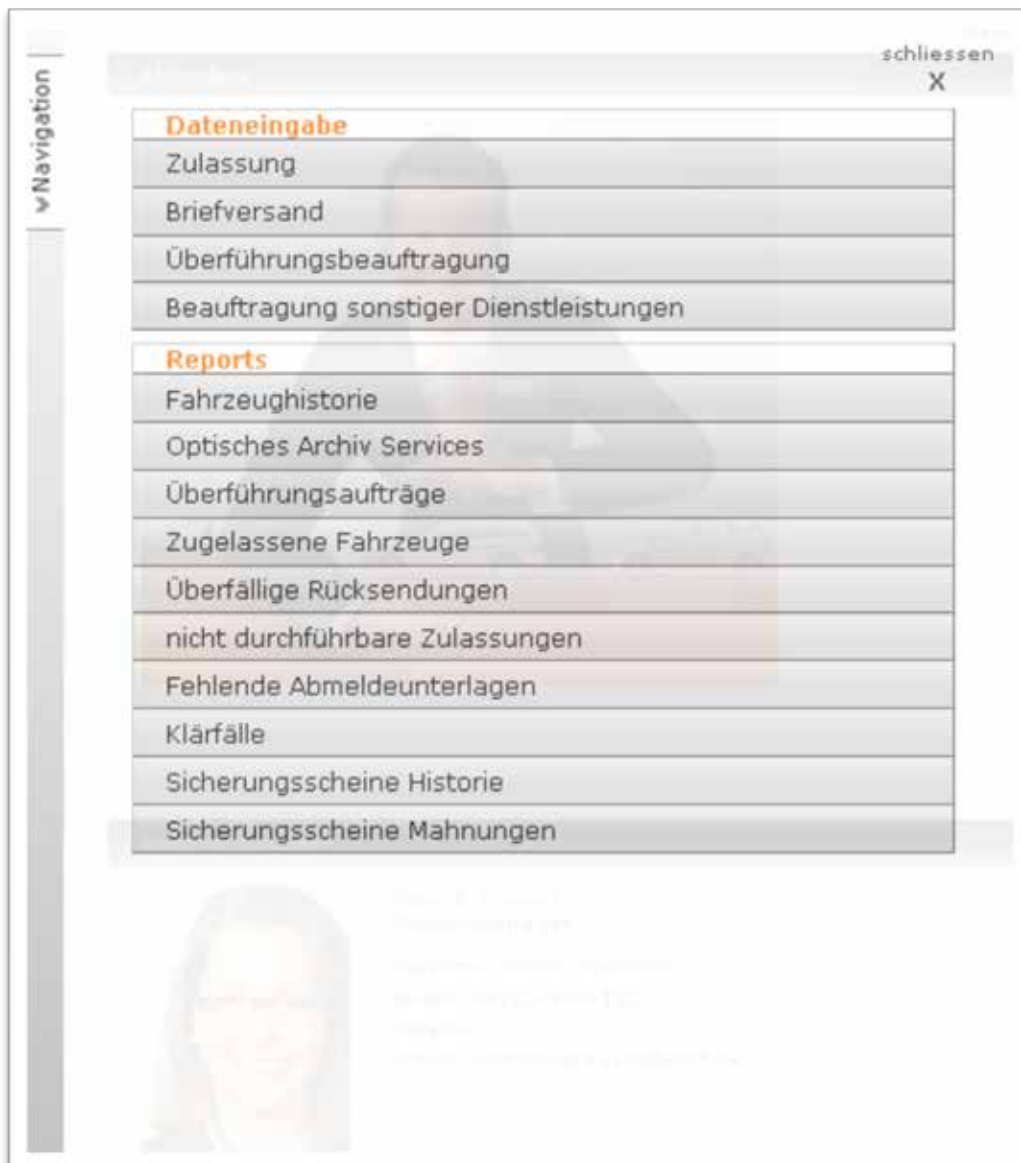 schliessen
X
Navigation
Dateneingabe
Zulassung
Briefversand
Überführungsbeauftragung
Beauftragung sonstiger Dienstleistungen
Reports
Fahrzeughistorie
Optisches Archiv Services
Überführungsaufträge
Zugelassene Fahrzeuge
Überfällige Rücksendungen
nicht durchführbare Zulassungen
Fehlende Abmeldeunterlagen
Klärfälle
Sicherungsscheine Historie
Sicherungsscheine Mahnungen